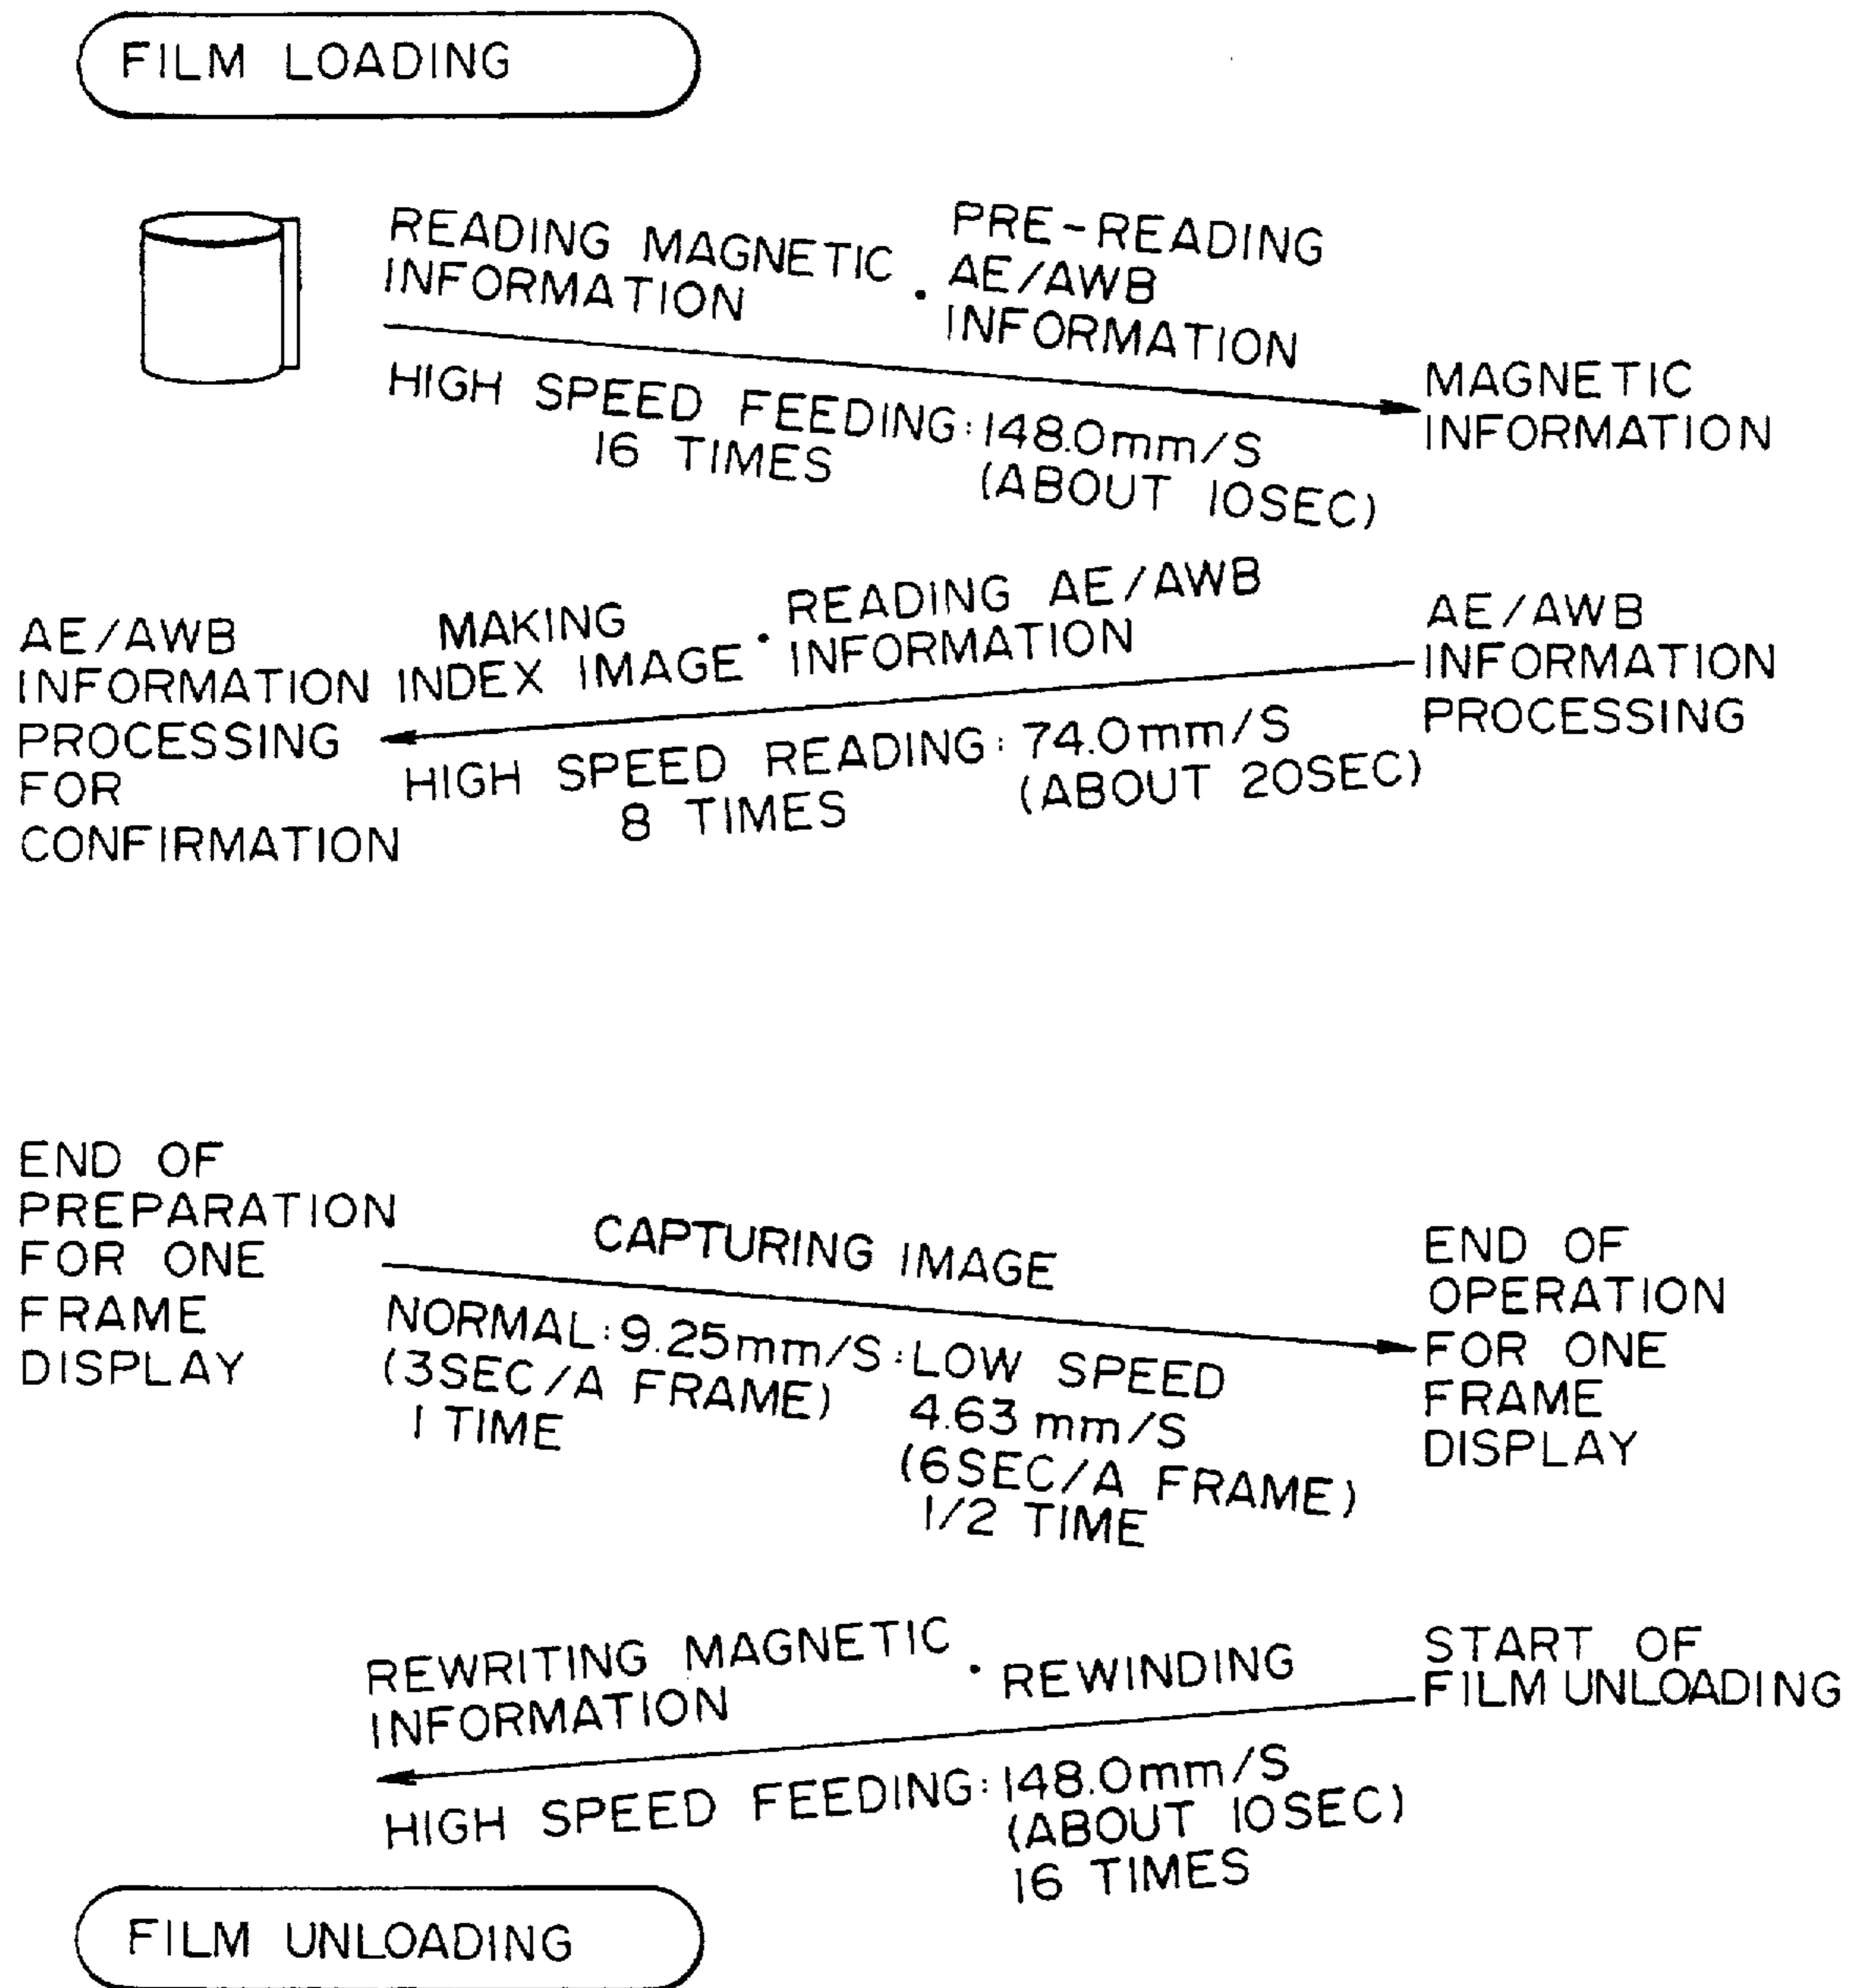 FILM LOADING
READING MAGNETIC
INFORMATION
·
PRE-READING
AE/AWB
INFORMATION
HIGH SPEED FEEDING:148.0mm/S
16 TIMES
(ABOUT 10SEC)
MAGNETIC
INFORMATION
AE/AWB
INFORMATION
PROCESSING
MAKING
INDEX IMAGE
·
READING AE/AWB
INFORMATION
HIGH SPEED READING:74.0mm/S
8 TIMES
(ABOUT 20SEC)
AE/AWB
INFORMATION
PROCESSING
FOR
CONFIRMATION
END OF
PREPARATION
FOR ONE
FRAME
DISPLAY
CAPTURING IMAGE
NORMAL:9.25mm/S:LOW SPEED
(3SEC/A FRAME)
1 TIME
4.63mm/S
(6SEC/A FRAME)
1/2 TIME
END OF
OPERATION
FOR ONE
FRAME
DISPLAY
START OF
FILM UNLOADING
REWRITING MAGNETIC
INFORMATION
· REWINDING
HIGH SPEED FEEDING:148.0mm/S
(ABOUT 10SEC)
16 TIMES
FILM UNLOADING